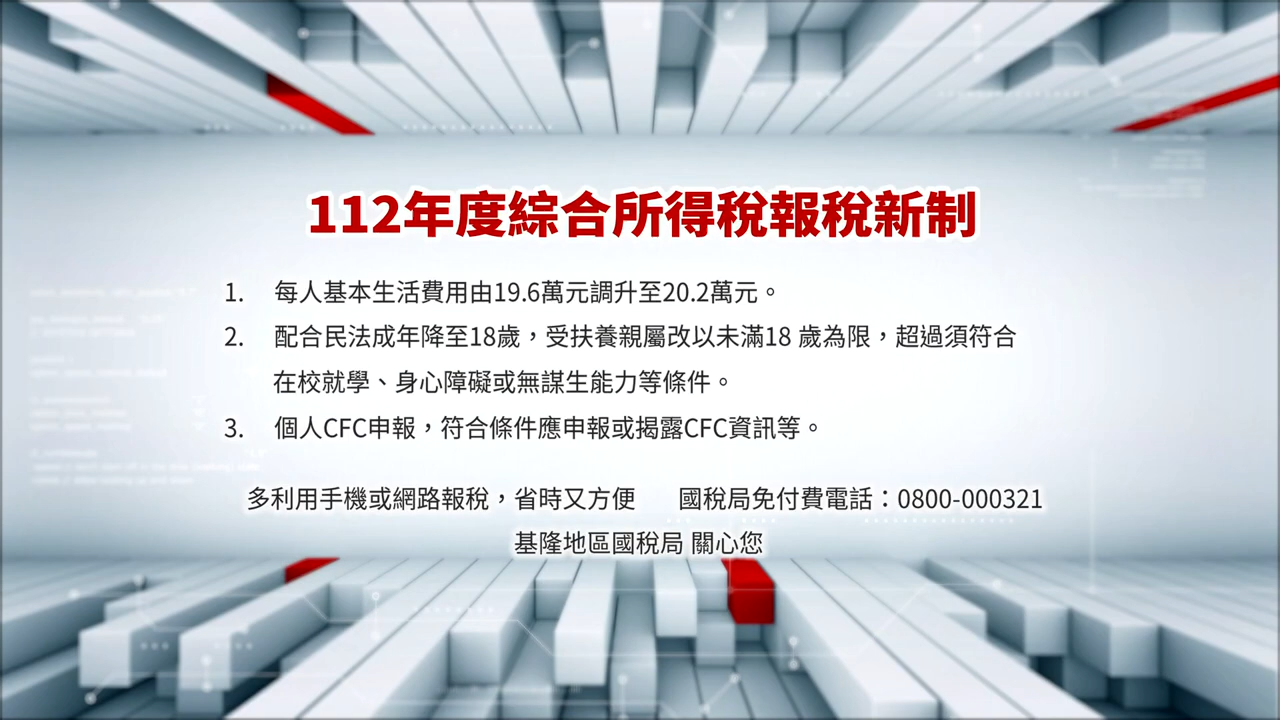 112年度綜合所得稅報稅新制
1. 每人基本生活費用由19.6萬元調升至20.2萬元。
2. 配合民法成年降至18歲，受扶養親屬改以未滿18 歲為限，超過須符合
在校就學、身心障礙或無謀生能力等條件。
3. 個人CFC申報，符合條件應申報或揭露CFC資訊等。
多利用手機或網路報稅，省時又方便 國稅局免付費電話：0800-000321
基隆地區國稅局 關心您